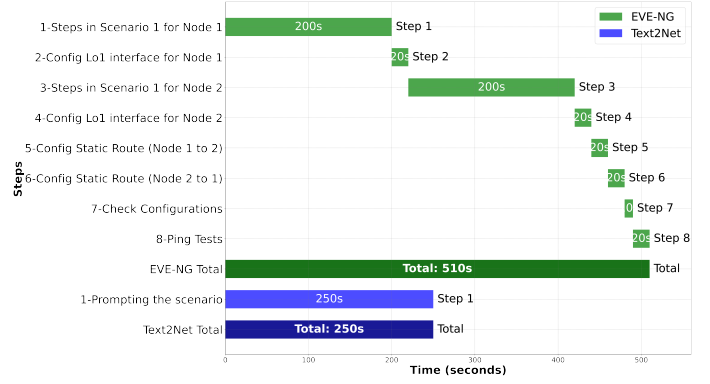 EVE-NG
Text2Net
1-Steps in Scenario 1 for Node 1 200s Step 1
2-Config Lo1 interface for Node 1 20s Step 2
3-Steps in Scenario 1 for Node 2 200s Step 3
4-Config Lo1 interface for Node 2 20s Step 4
5-Config Static Route (Node 1 to 2) 20s Step 5
6-Config Static Route (Node 2 to 1) 20s Step 6
7-Check Configurations 0 Step 7
8-Ping Tests 20s Step 8
EVE-NG Total Total: 510s Total
1-Prompting the scenario 250s Step 1
Text2Net Total Total: 250s Total
Steps
0 100 200 300 400 500
Time (seconds)